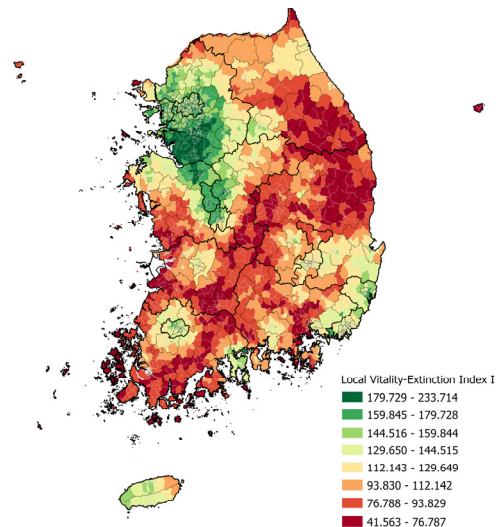 Local Vitality-Extinction Index I
179.729 - 233.714
159.845 - 179.728
144.516 - 159.844
129.650 - 144.515
112.143 - 129.649
93.830 - 112.142
76.788 - 93.829
41.563 - 76.787